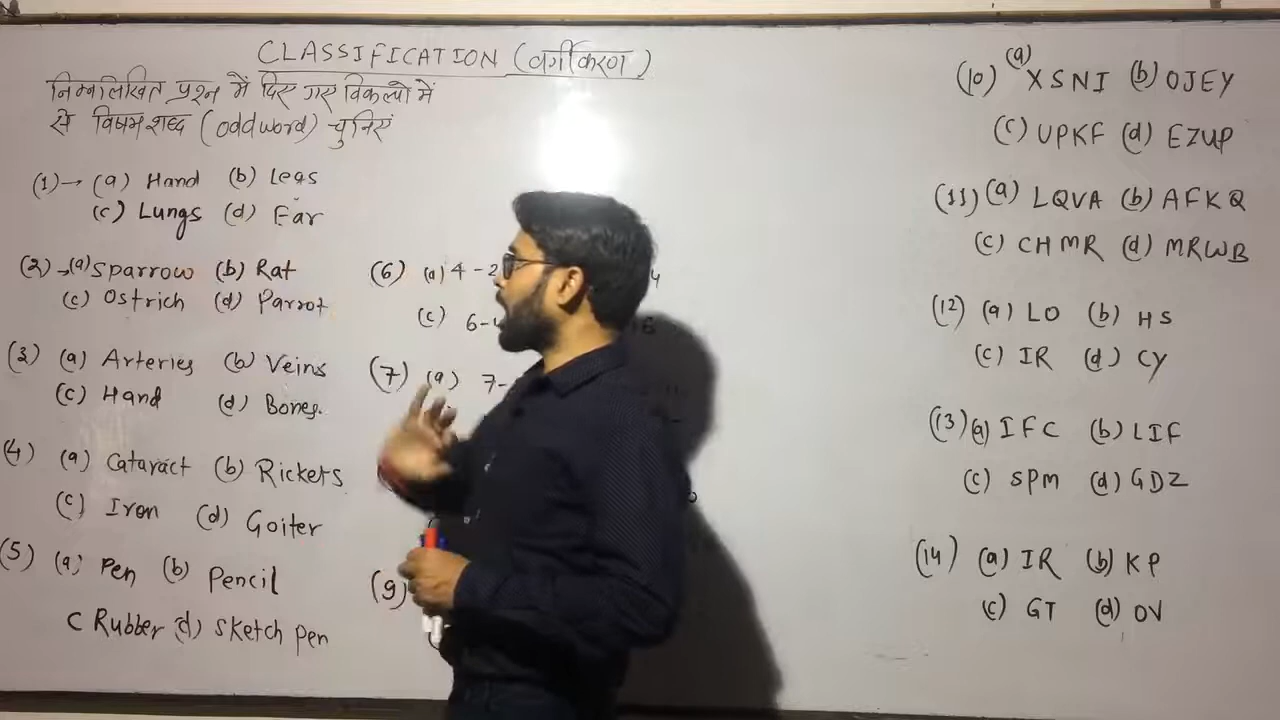 CLASSIFICATION (वर्गीकरण)
निम्नलिखित प्रश्न में दिए गए विकल्पो में
से विषम शब्द (odd word) चुनिएं
(1)→ (a) Hand (b) Legs
(c) Lungs (d) Ear
(2)→(a) Sparrow (b) Rat
(c) Ostrich (d) Parrot
(3) (a) Arteries (b) Veins
(c) Hand (d) Bones.
(4) (a) Cataract (b) Rickets
(c) Iron (d) Goiter
(5) (a) Pen (b) Pencil
C Rubber (d) Sketch pen
(6) (a) 4-2 4
(c) 6-4 6
(7) (a) 7-
(9)
(10) (a) XSNI (b) OJEY
(c) UPKF (d) EZUP
(11) (a) LQVA (b) AFKQ
(c) CHMR (d) MRWB
(12) (a) LO (b) HS
(c) IR (d) CY
(13) (a) IFC (b) LIF
(c) SPM (d) GDZ
(14) (a) IR (b) KP
(c) GT (d) OV